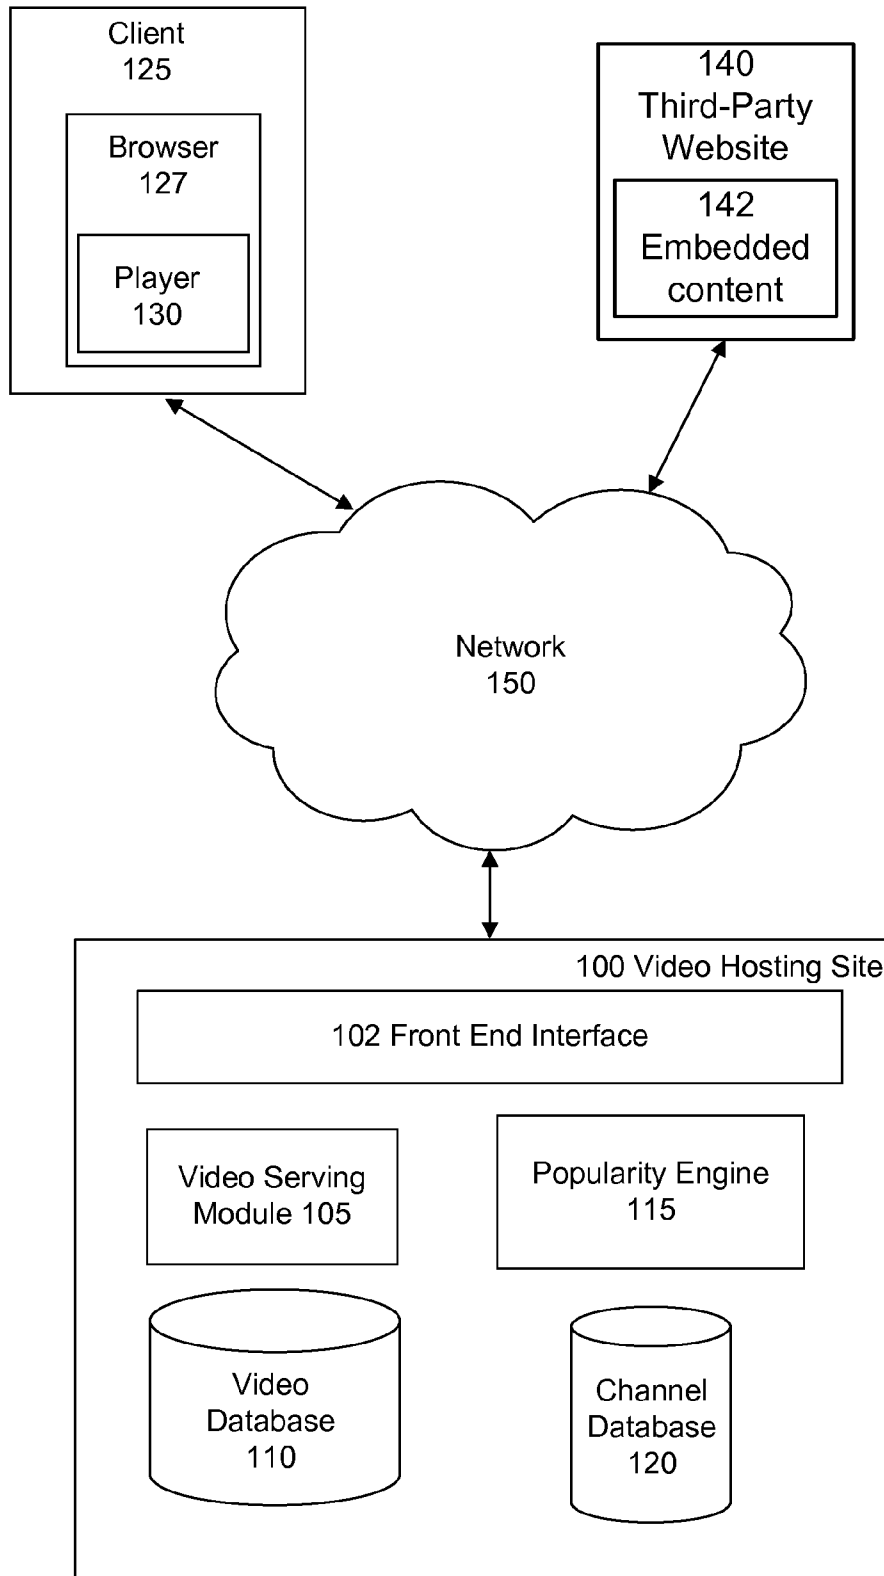 Client
125
Browser
127
Player
130
140
Third-Party
Website
142
Embedded
content
Network
150
100 Video Hosting Site
102 Front End Interface
Video Serving
Module 105
Popularity Engine
115
Video
Database
110
Channel
Database
120